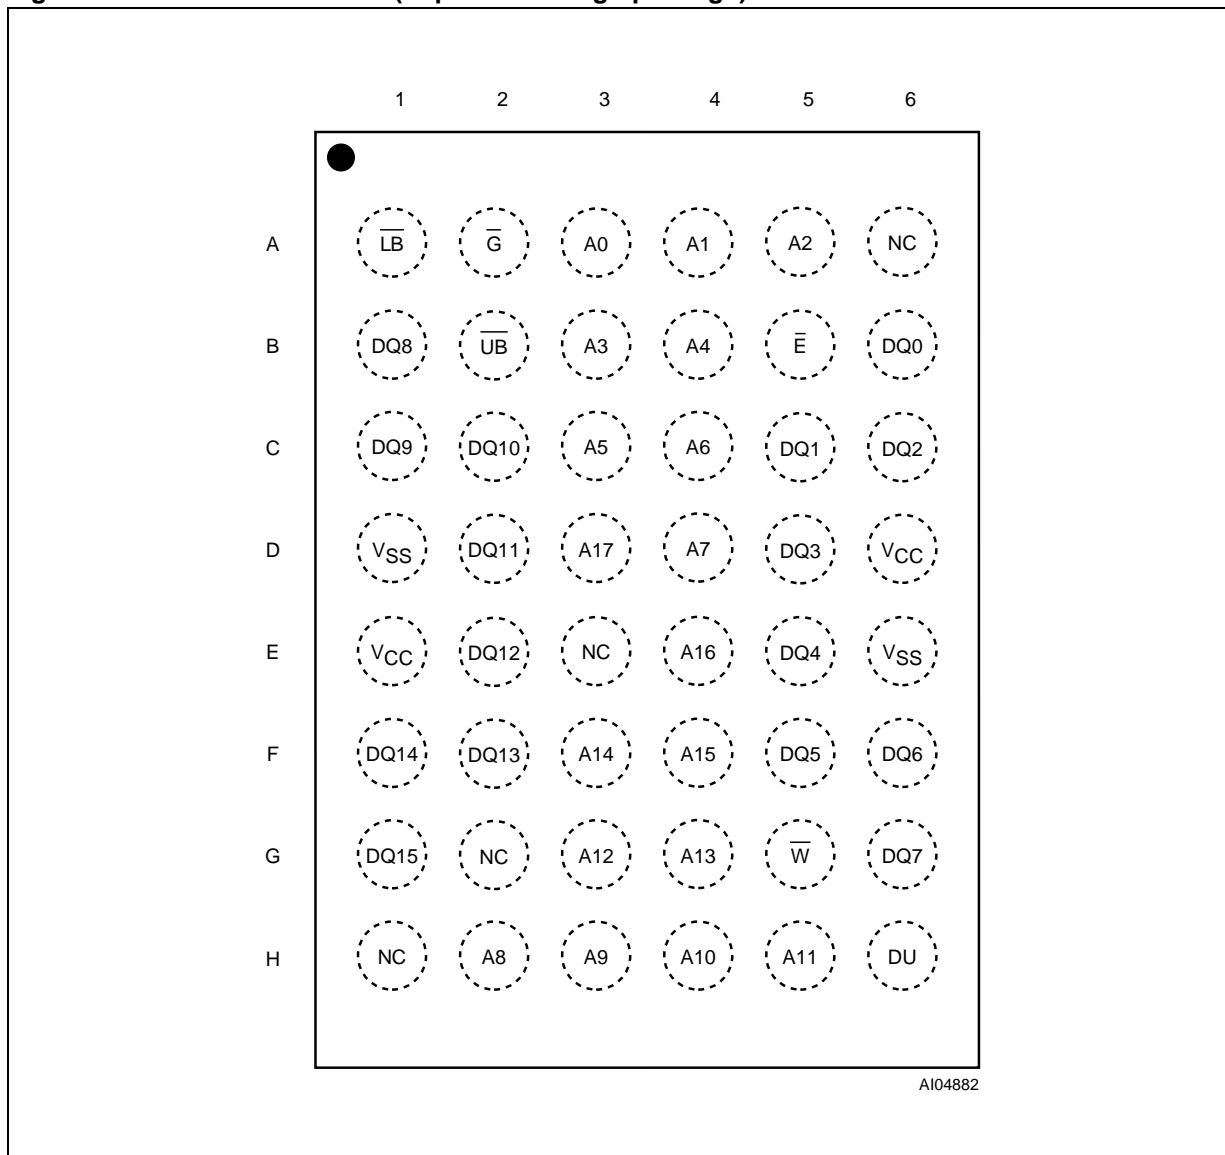 1 2 3 4 5 6
A L̅B̅ G̅ A0 A1 A2 NC
B DQ8 U̅B̅ A3 A4 E̅ DQ0
C DQ9 DQ10 A5 A6 DQ1 DQ2
D VSS DQ11 A17 A7 DQ3 VCC
E VCC DQ12 NC A16 DQ4 VSS
F DQ14 DQ13 A14 A15 DQ5 DQ6
G DQ15 NC A12 A13 W̅ DQ7
H NC A8 A9 A10 A11 DU
AI04882